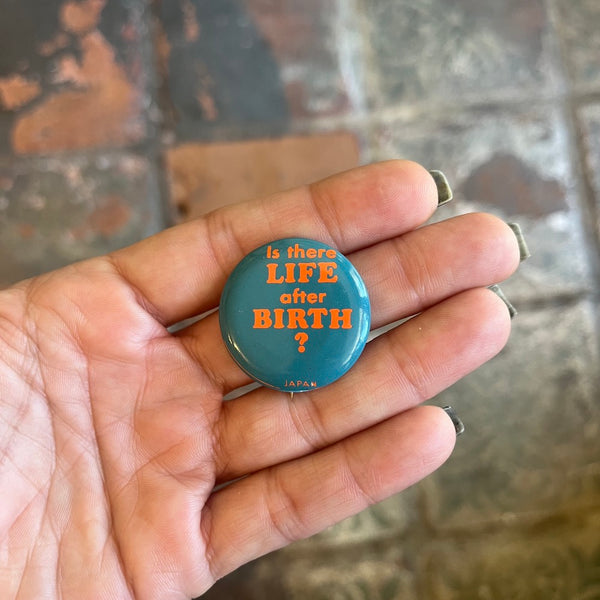 Is there
LIFE
after
BIRTH
?
JAPAN